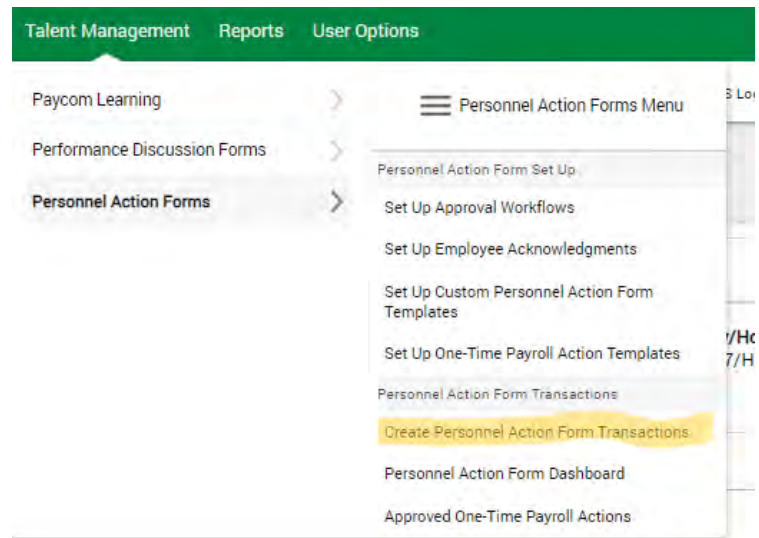 Talent Management Reports User Options
Paycom Learning
Performance Discussion Forms
Personnel Action Forms
Personnel Action Forms Menu
Personnel Action Form Set Up
Set Up Approval Workflows
Set Up Employee Acknowledgments
Set Up Custom Personnel Action Form
Templates
Set Up One-Time Payroll Action Templates
Personnel Action Form Transactions
Create Personnel Action Form Transactions
Personnel Action Form Dashboard
Approved One-Time Payroll Actions